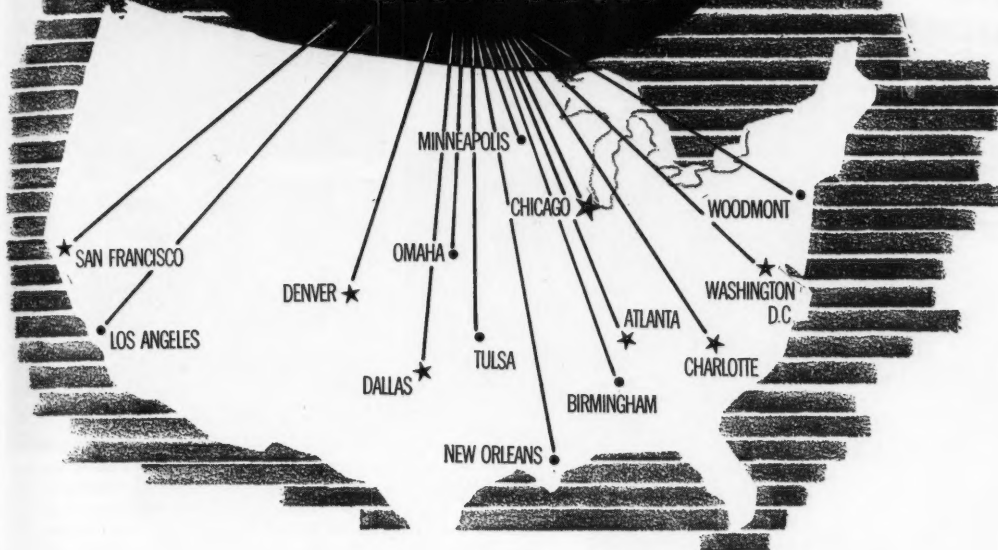 MINNEAPOLIS
CHICAGO
WOODMONT
SAN FRANCISCO
OMAHA
DENVER
WASHINGTON
D.C
LOS ANGELES
ATLANTA
TULSA
CHARLOTTE
DALLAS
BIRMINGHAM
NEW ORLEANS